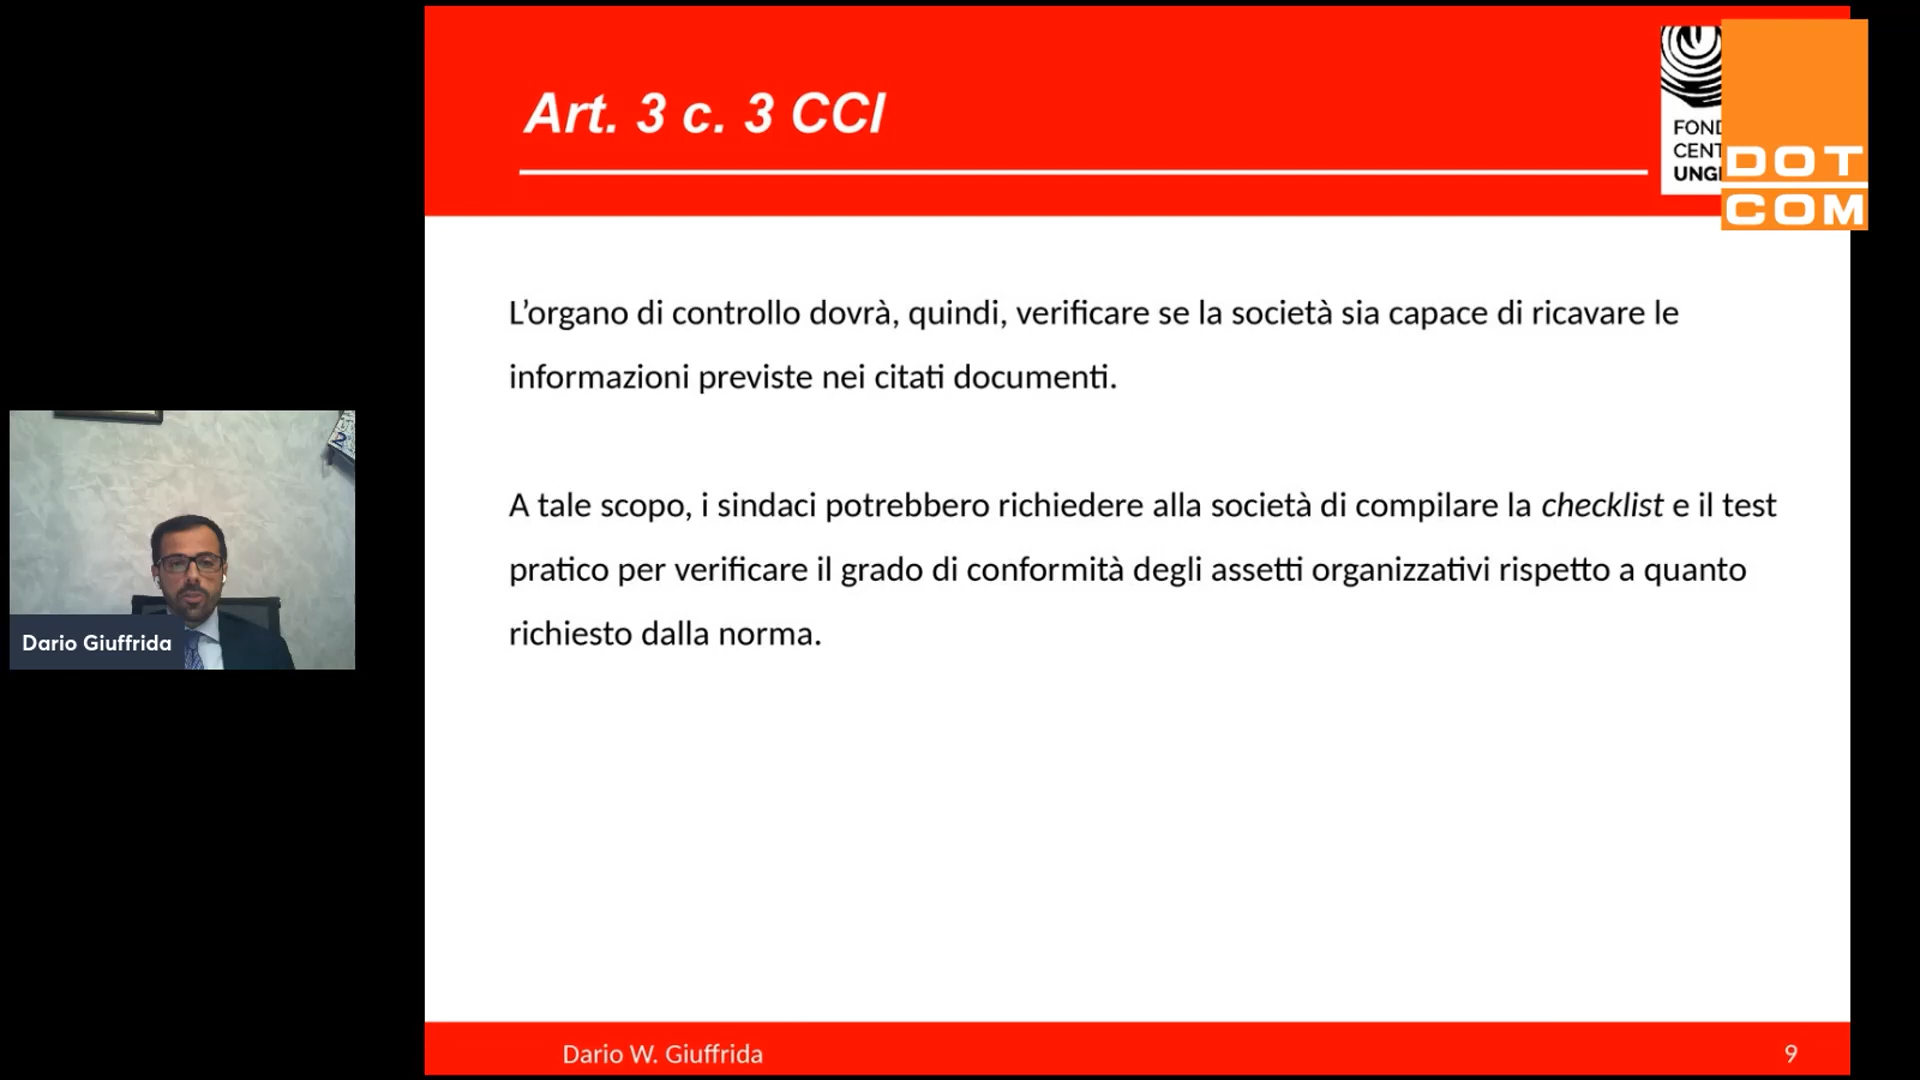 Art. 3 c. 3 CCI
DOT
COM
L’organo di controllo dovrà, quindi, verificare se la società sia capace di ricavare le
informazioni previste nei citati documenti.
A tale scopo, i sindaci potrebbero richiedere alla società di compilare la checklist e il test
pratico per verificare il grado di conformità degli assetti organizzativi rispetto a quanto
richiesto dalla norma.
Dario Giuffrida
Dario W. Giuffrida
9